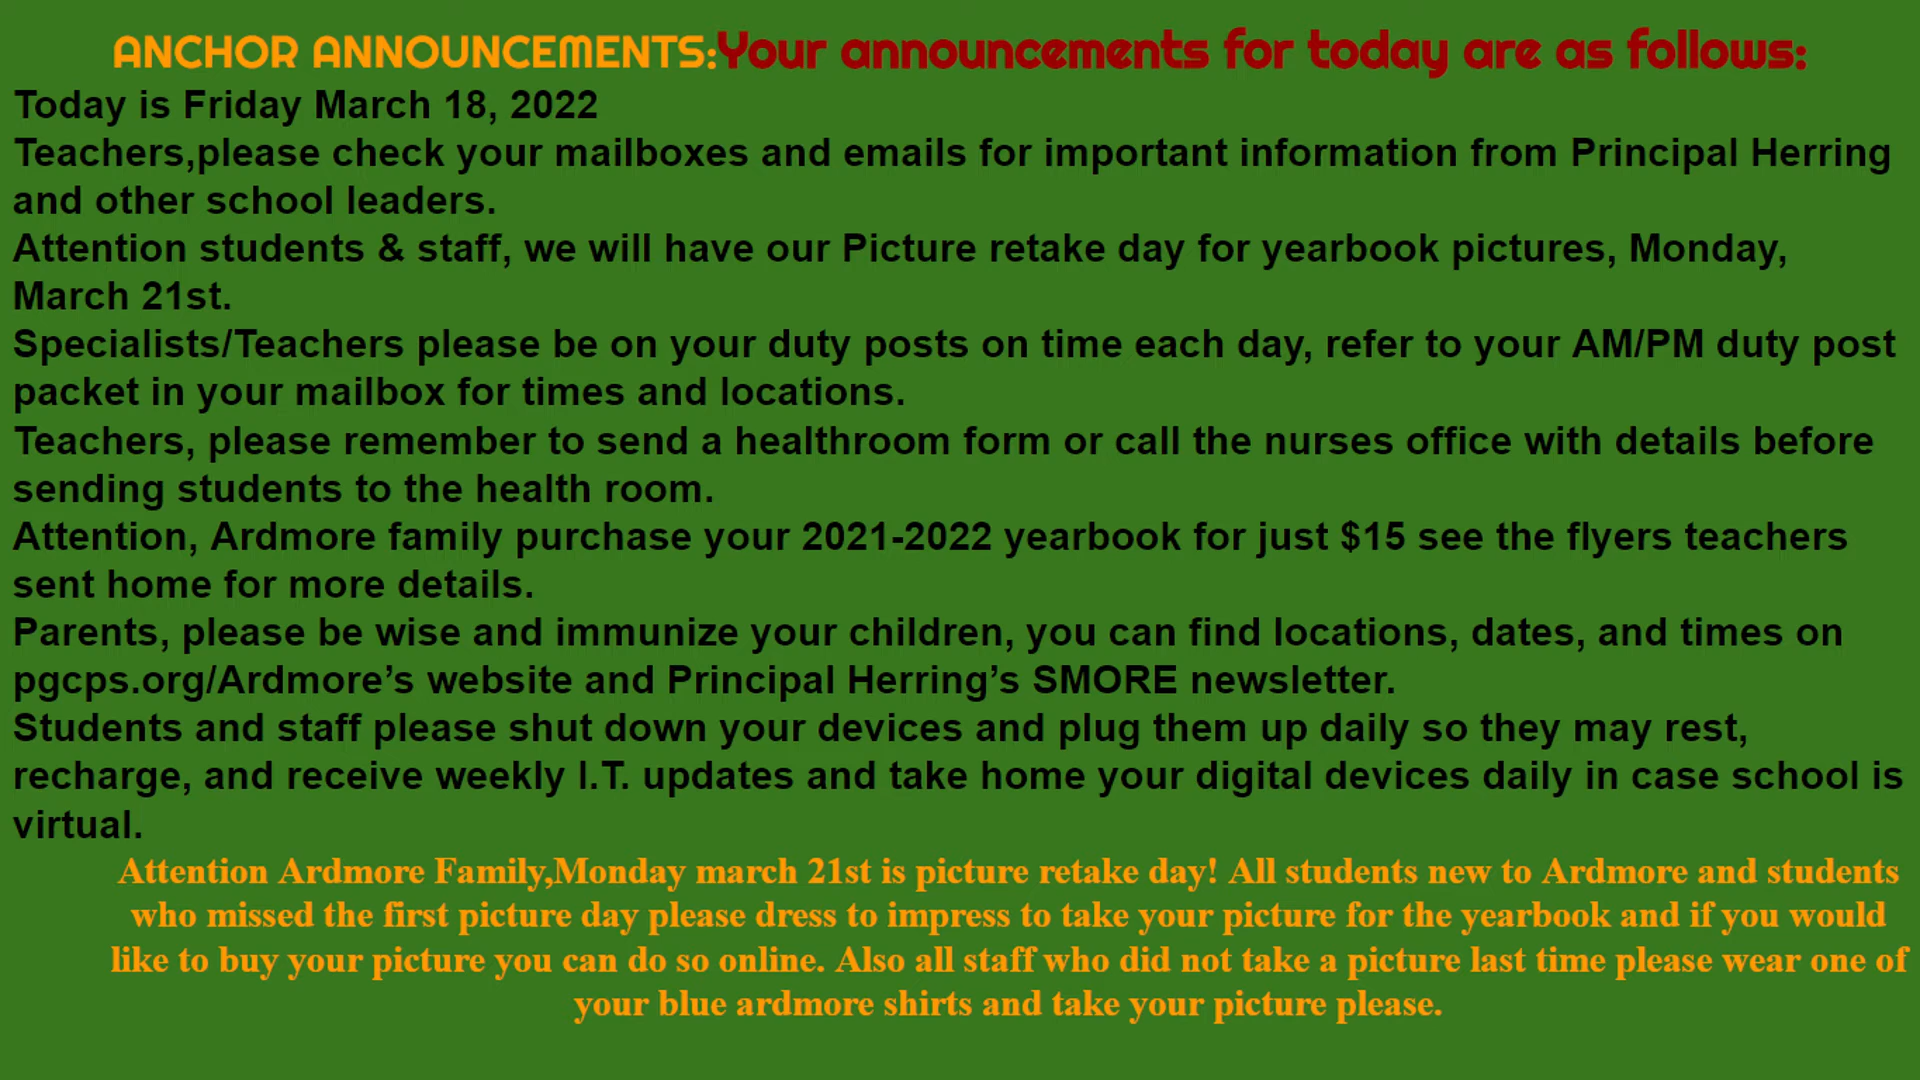 ANCHOR ANNOUNCEMENTS:Your announcements for today are as follows:
Today is Friday March 18, 2022
Teachers,please check your mailboxes and emails for important information from Principal Herring
and other school leaders.
Attention students & staff, we will have our Picture retake day for yearbook pictures, Monday,
March 21st.
Specialists/Teachers please be on your duty posts on time each day, refer to your AM/PM duty post
packet in your mailbox for times and locations.
Teachers, please remember to send a healthroom form or call the nurses office with details before
sending students to the health room.
Attention, Ardmore family purchase your 2021-2022 yearbook for just $15 see the flyers teachers
sent home for more details.
Parents, please be wise and immunize your children, you can find locations, dates, and times on
pgcps.org/Ardmore’s website and Principal Herring’s SMORE newsletter.
Students and staff please shut down your devices and plug them up daily so they may rest,
recharge, and receive weekly I.T. updates and take home your digital devices daily in case school is
virtual.
Attention Ardmore Family,Monday march 21st is picture retake day! All students new to Ardmore and students
who missed the first picture day please dress to impress to take your picture for the yearbook and if you would
like to buy your picture you can do so online. Also all staff who did not take a picture last time please wear one of
your blue ardmore shirts and take your picture please.